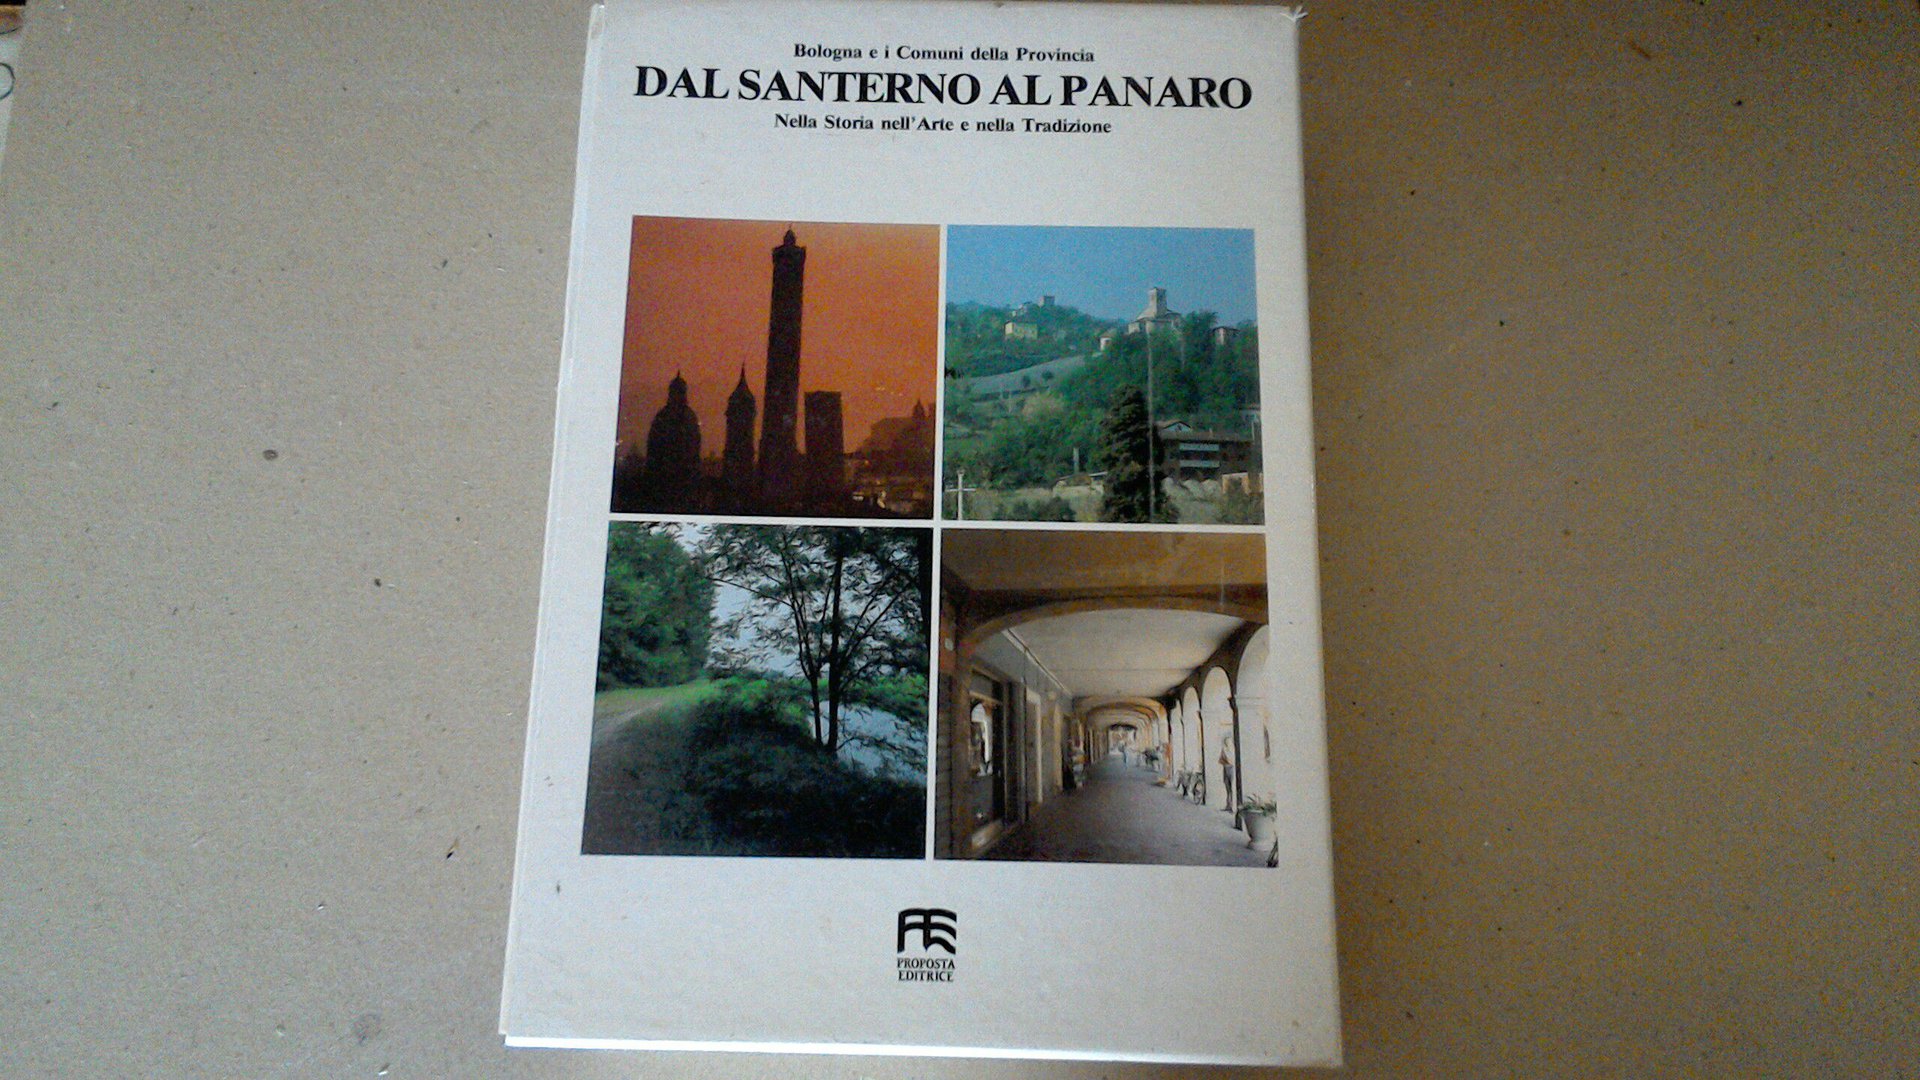 Bologna e i Comuni della Provincia
DAL SANTERNO AL PANARO
Nella Storia nell'Arte e nella Tradizione
PROPOSTA
EDITRICE